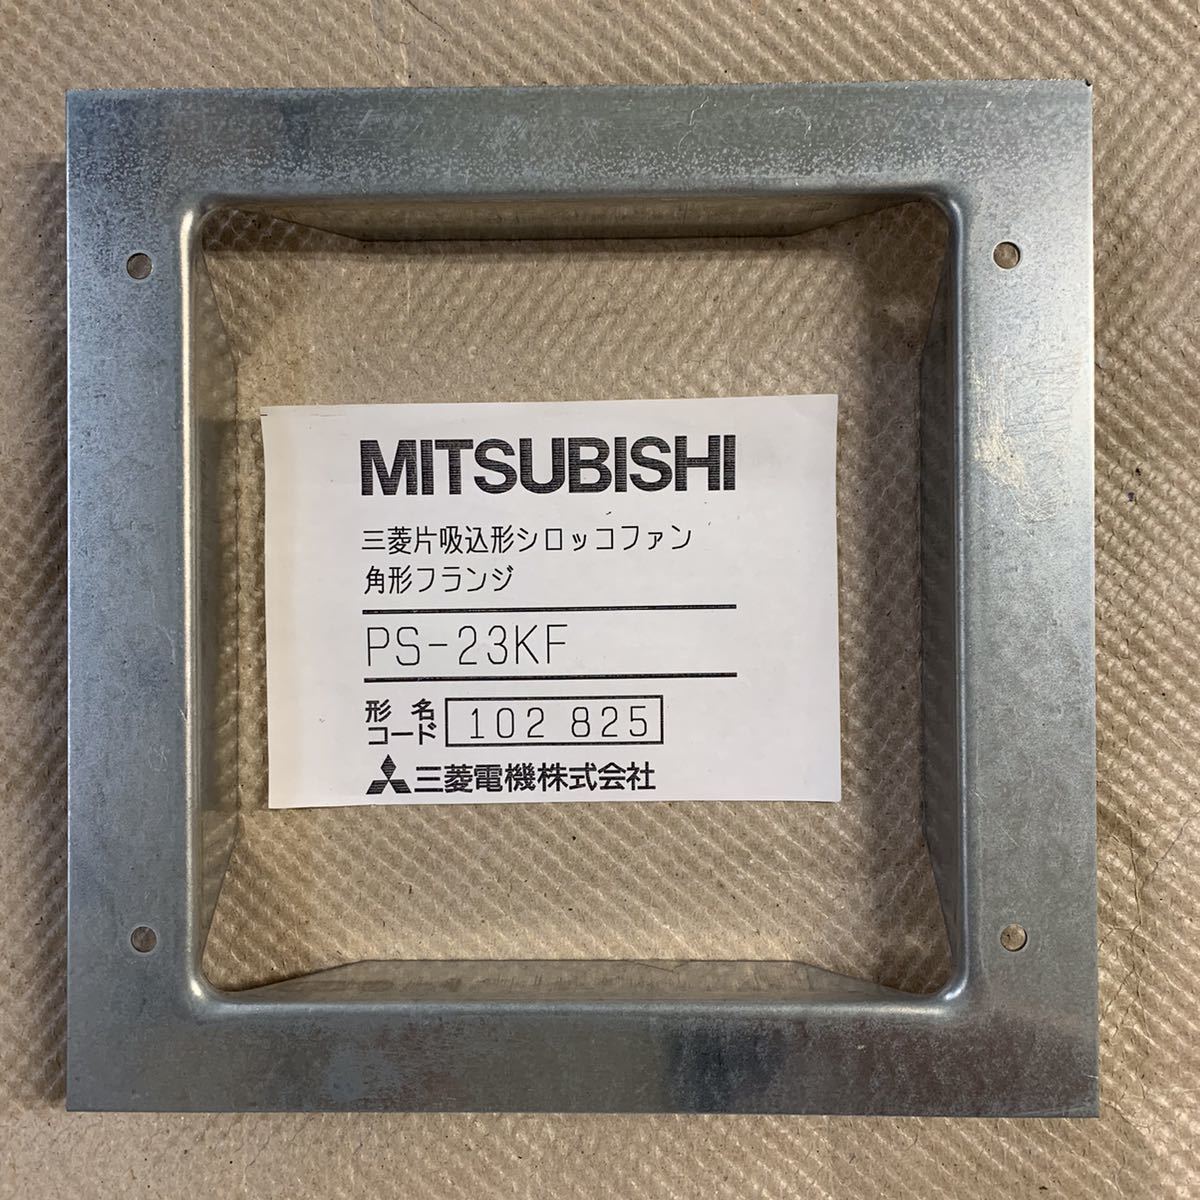 MITSUBISHI
三菱片吸込形シロッコファン
角形フランジ
PS-23KF
形名
コード 102 825
三菱電機株式会社